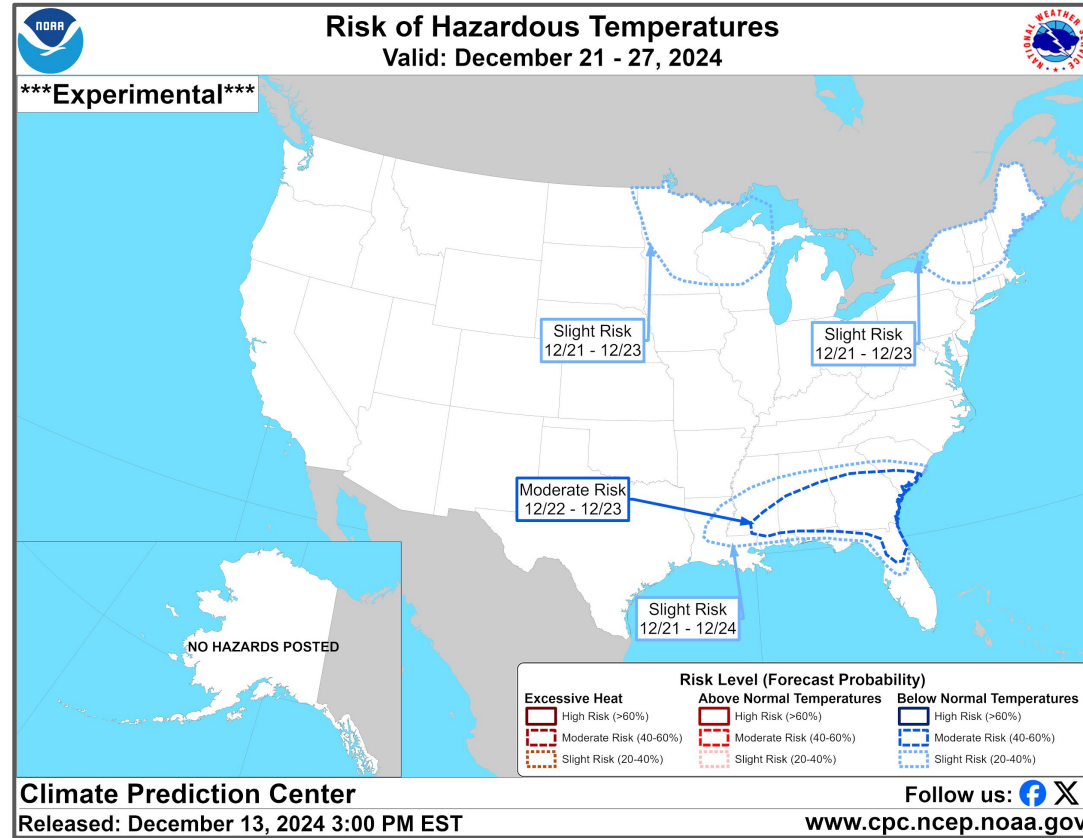 NOAA
Risk of Hazardous Temperatures
Valid: December 21 - 27, 2024
NATIONAL WEATHER SERVICE
***Experimental***
Slight Risk
12/21 - 12/23
Slight Risk
12/21 - 12/23
Moderate Risk
12/22 - 12/23
Slight Risk
12/21 - 12/24
NO HAZARDS POSTED
Risk Level (Forecast Probability)
Excessive Heat
High Risk (>60%)
Moderate Risk (40-60%)
Slight Risk (20-40%)
Above Normal Temperatures
High Risk (>60%)
Moderate Risk (40-60%)
Slight Risk (20-40%)
Below Normal Temperatures
High Risk (>60%)
Moderate Risk (40-60%)
Slight Risk (20-40%)
Climate Prediction Center
Follow us:
Released: December 13, 2024 3:00 PM EST
www.cpc.ncep.noaa.gov